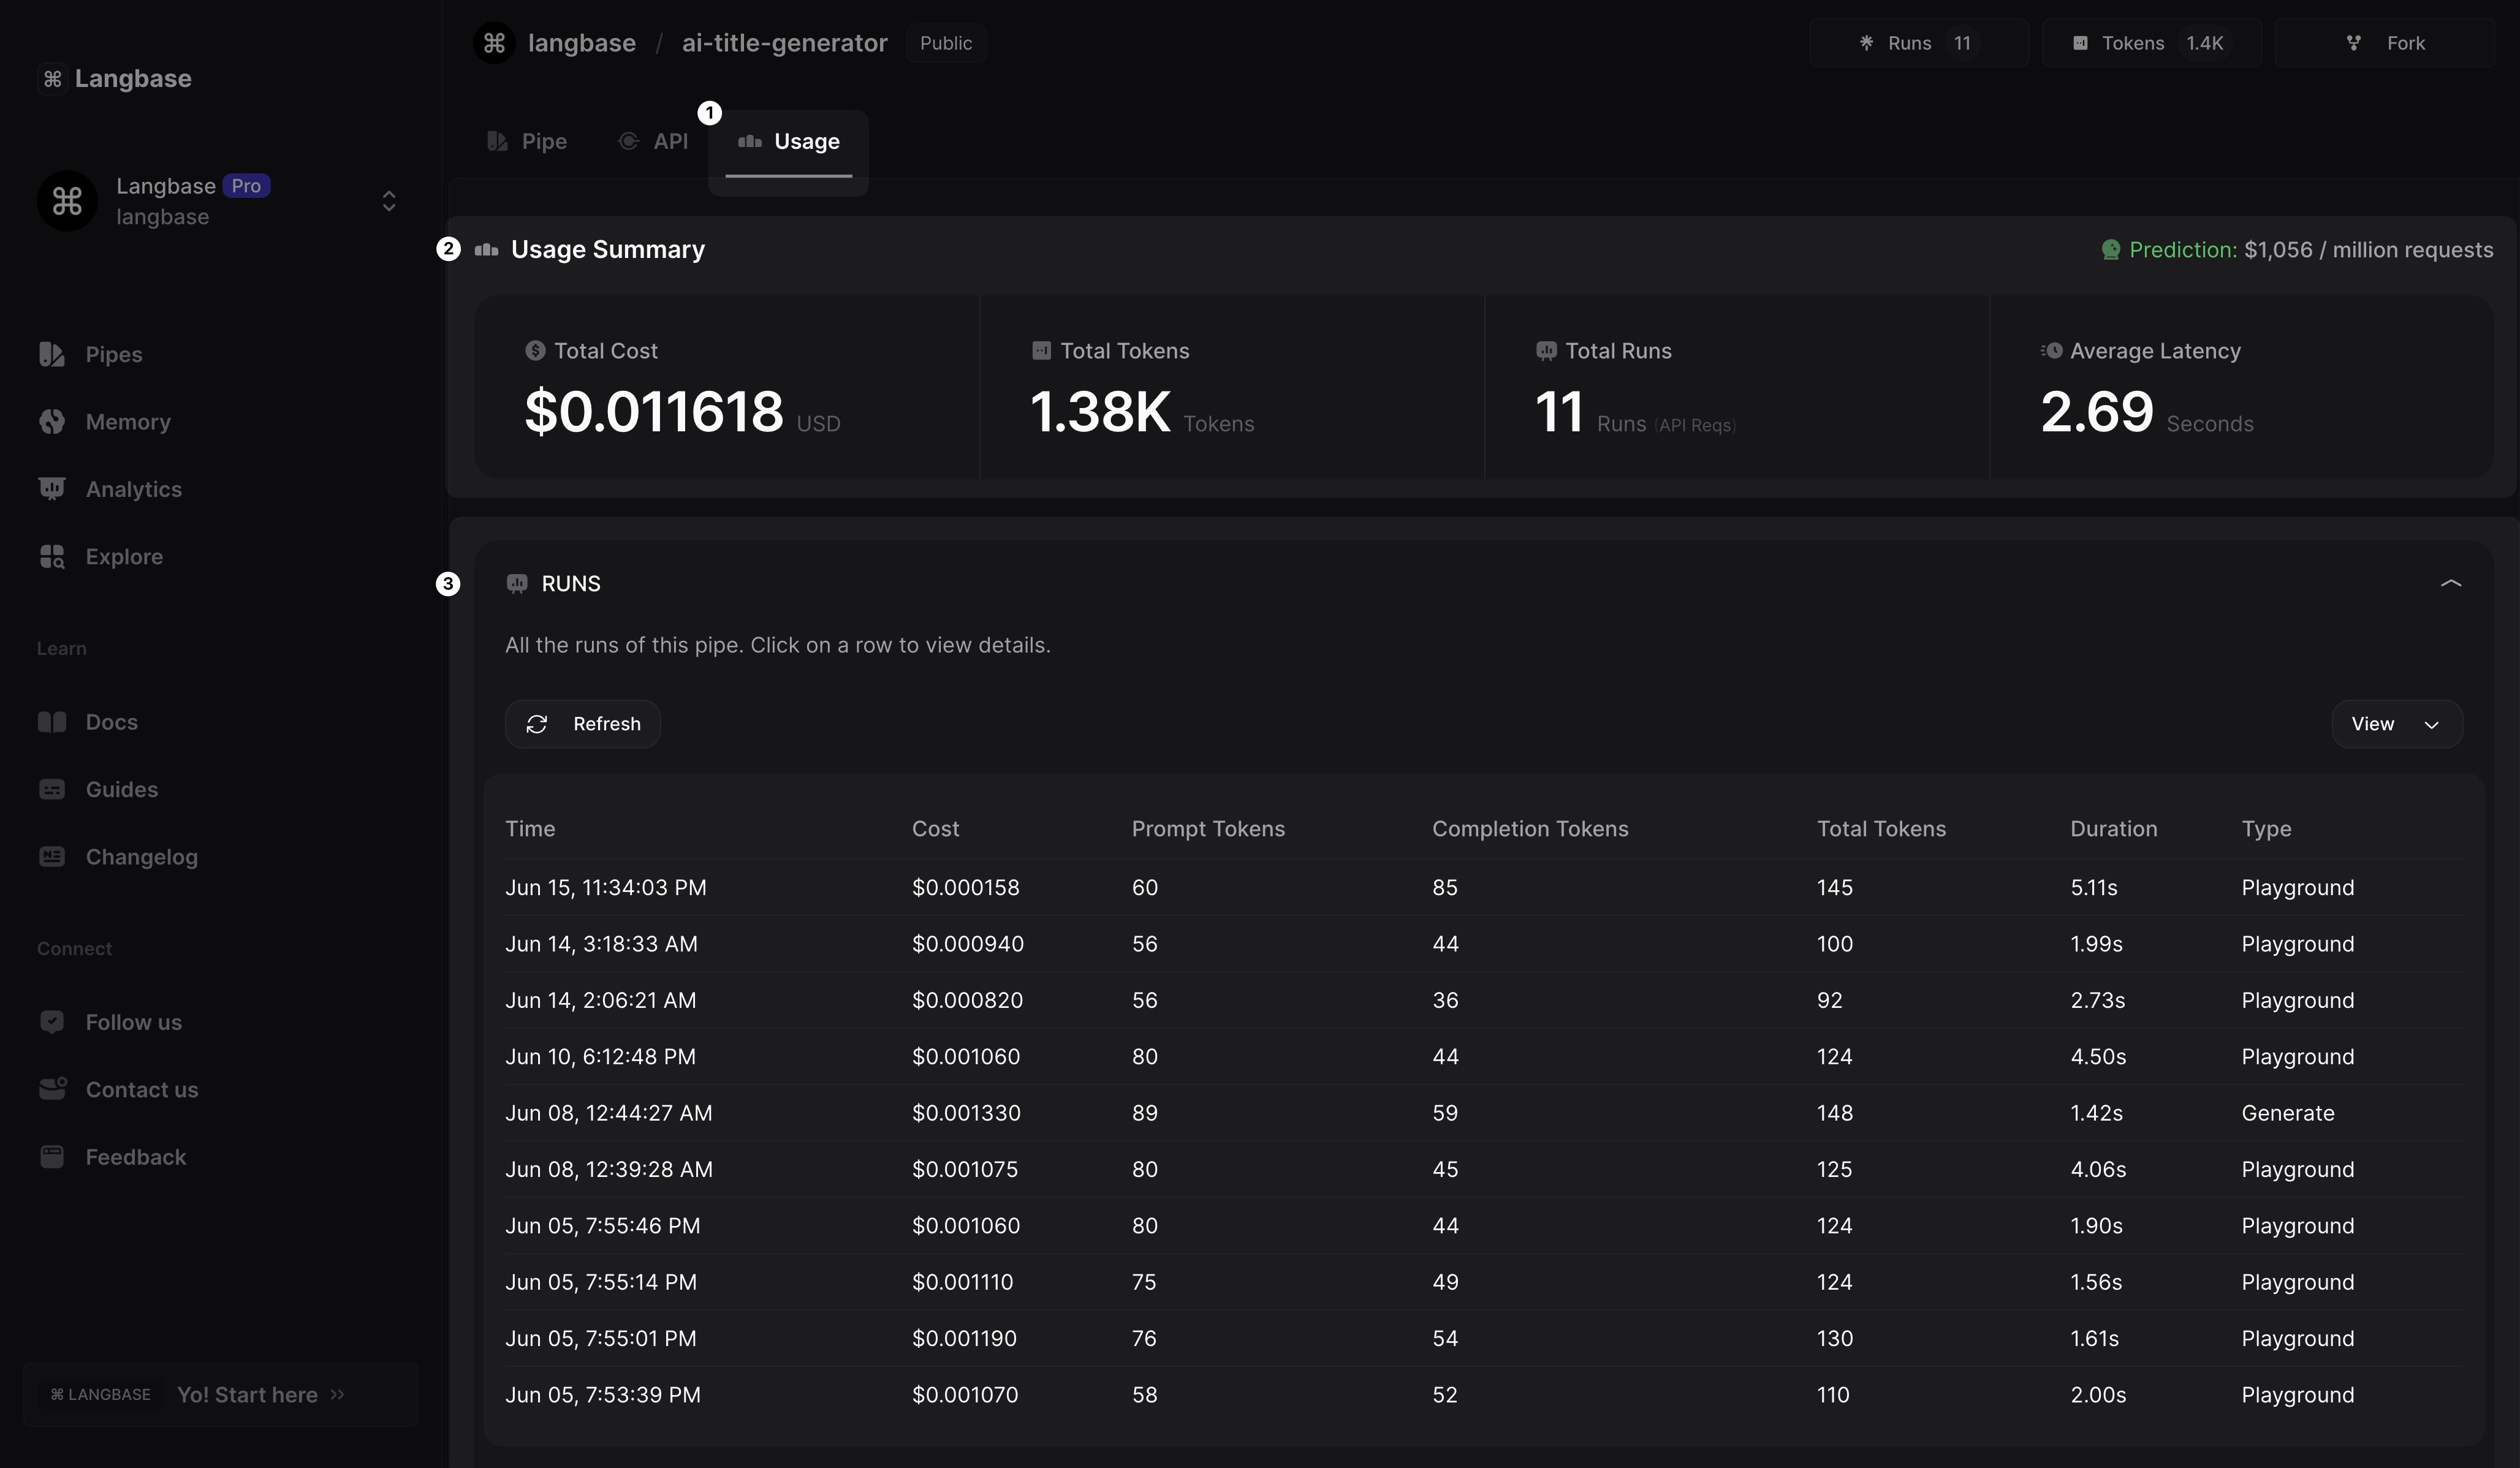 ⌘ Langbase
Langbase Pro
langbase
Pipes
Memory
Analytics
Explore
Learn
Docs
Guides
Changelog
Connect
Follow us
Contact us
Feedback
⌘ LANGBASE Yo! Start here »
langbase / ai-title-generator Public
Runs 11 Tokens 1.4K Fork
1
Pipe API Usage
2 Usage Summary Prediction: $1,056 / million requests
Total Cost Total Tokens Total Runs Average Latency
$0.011618 USD 1.38K Tokens 11 Runs (API Reqs) 2.69 Seconds
3 RUNS
All the runs of this pipe. Click on a row to view details.
Refresh View
Time Cost Prompt Tokens Completion Tokens Total Tokens Duration Type
Jun 15, 11:34:03 PM $0.000158 60 85 145 5.11s Playground
Jun 14, 3:18:33 AM $0.000940 56 44 100 1.99s Playground
Jun 14, 2:06:21 AM $0.000820 56 36 92 2.73s Playground
Jun 10, 6:12:48 PM $0.001060 80 44 124 4.50s Playground
Jun 08, 12:44:27 AM $0.001330 89 59 148 1.42s Generate
Jun 08, 12:39:28 AM $0.001075 80 45 125 4.06s Playground
Jun 05, 7:55:46 PM $0.001060 80 44 124 1.90s Playground
Jun 05, 7:55:14 PM $0.001110 75 49 124 1.56s Playground
Jun 05, 7:55:01 PM $0.001190 76 54 130 1.61s Playground
Jun 05, 7:53:39 PM $0.001070 58 52 110 2.00s Playground